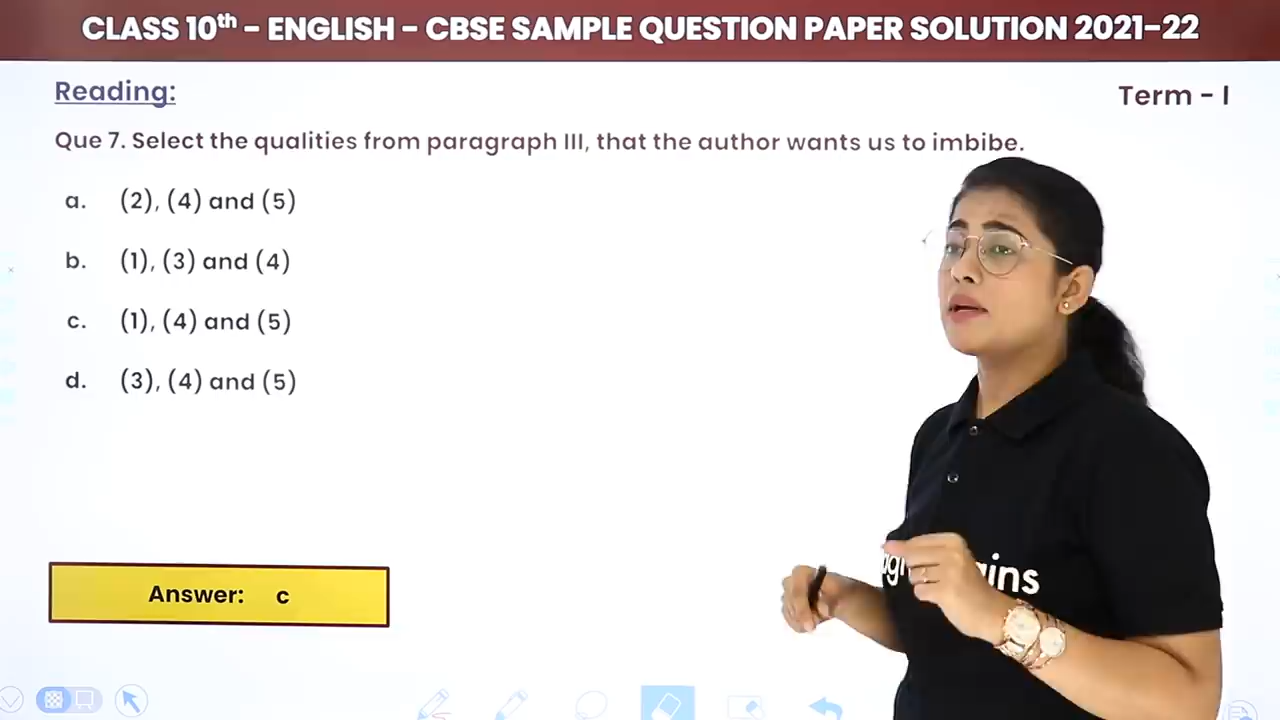 CLASS 10th - ENGLISH - CBSE SAMPLE QUESTION PAPER SOLUTION 2021-22
Reading:
Term - I
Que 7. Select the qualities from paragraph III, that the author wants us to imbibe.
a. (2), (4) and (5)
b. (1), (3) and (4)
c. (1), (4) and (5)
d. (3), (4) and (5)
Answer: c